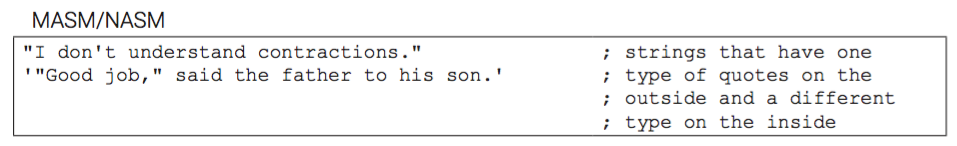 MASM/NASM
"I don't understand contractions." ; strings that have one
'"Good job," said the father to his son.' ; type of quotes on the
; outside and a different
; type on the inside